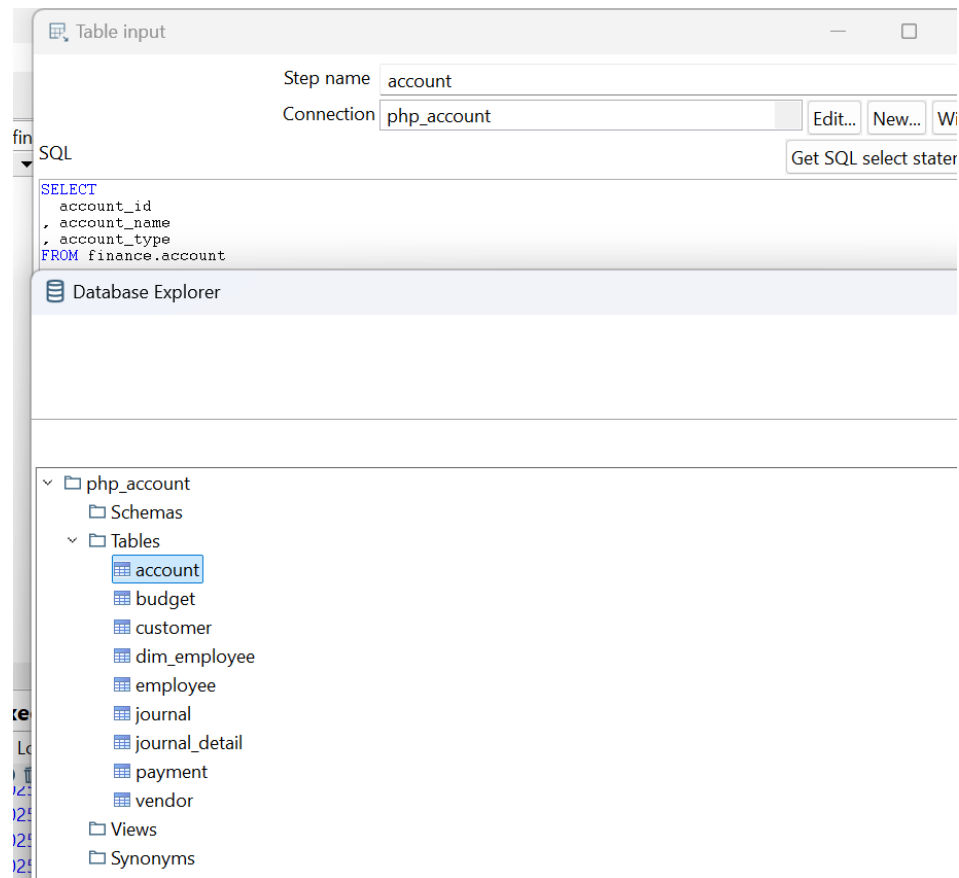 Table input
Step name account
Connection php_account Edit... New...
SQL
Get SQL select
SELECT
account_id
, account_name
, account_type
FROM finance.account
Database Explorer
php_account
Schemas
Tables
account
budget
customer
dim_employee
employee
journal
journal_detail
payment
vendor
Views
Synonyms